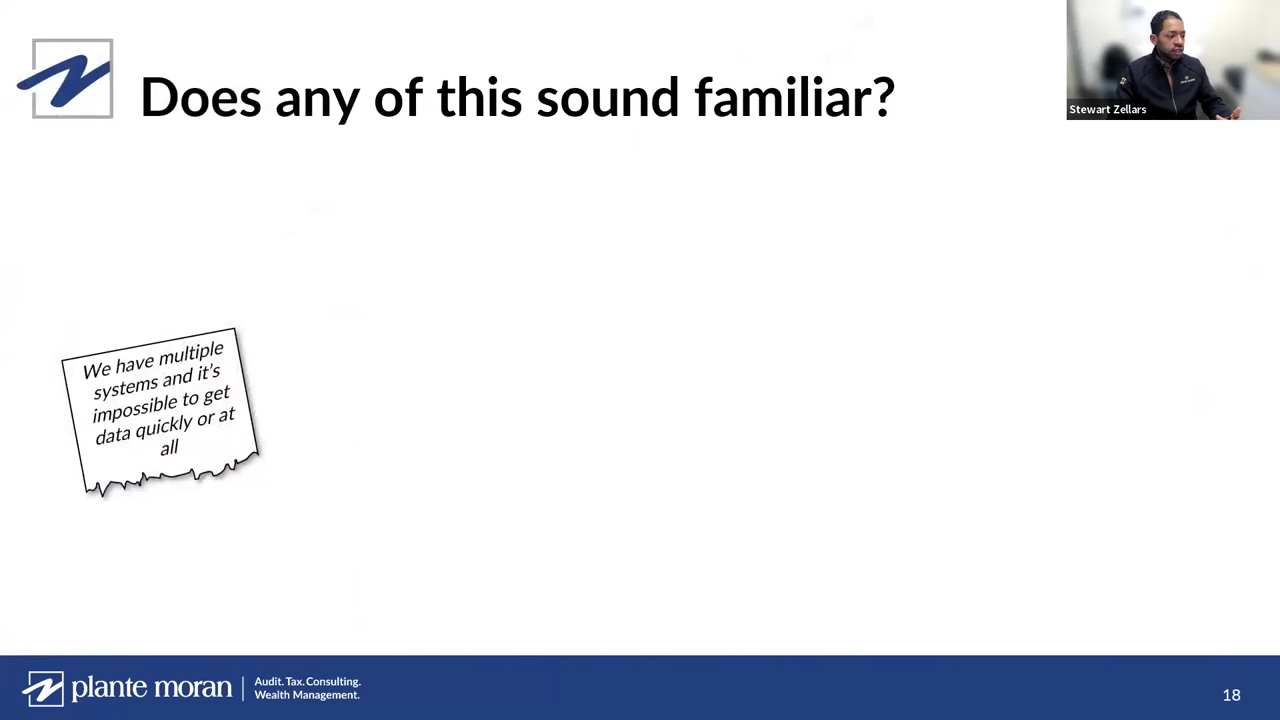 Does any of this sound familiar?
Stewart Zellars
We have multiple
systems and it's
impossible to get
data quickly or at
all
plante moran
Audit. Tax. Consulting.
Wealth Management.
18